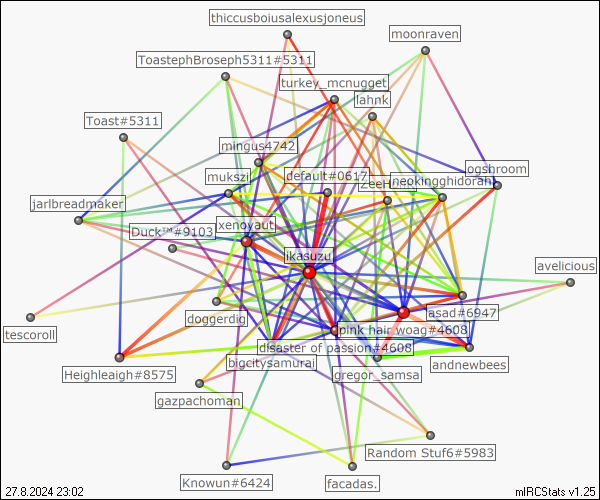 thiccusboiusalexusjoneus
moonraven
ToastephBroseph5311#5311
turkey_mcnugget
lahnk
Toast#5311
mingus4742
ogshroom
mukszi
default#0617
neokingghidorah
jarlbreadmaker
xenoyaut
Duck™#9103
ikasuzu
avelicious
doggerdig
asad#6947
tescoroll
pink hair woag#4608
disaster of passion#4608
bigcitysamurai
andnewbees
Heighleaigh#8575
gregor_samsa
gazpachoman
Random Stuf6#5983
Knowun#6424
facadas.
27.8.2024 23:02
mIRCStats v1.25